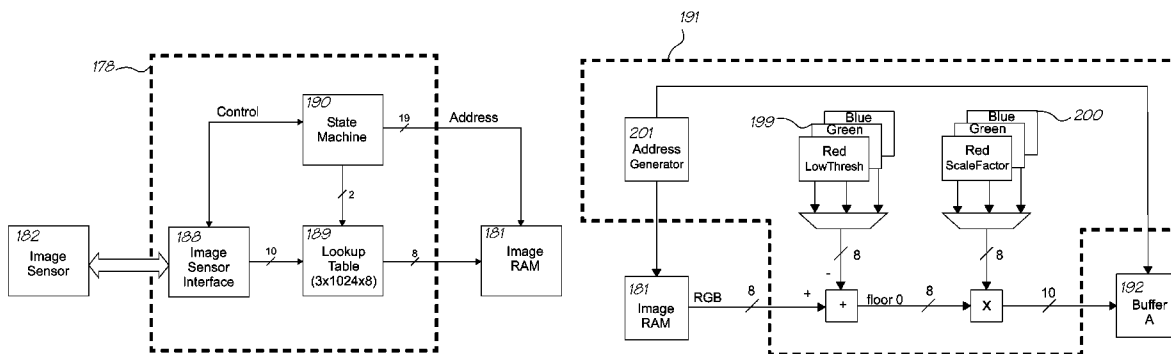 178
190
State
Machine
Control
19
Address
2
182
Image
Sensor
188
Image
Sensor
Interface
10
189
Lookup
Table
(3x1024x8)
8
181
Image
RAM
191
201
Address
Generator
199
Blue
Green
Red
LowThresh
Blue
200
Green
Red
ScaleFactor
8
8
-
181
Image
RAM
RGB
8
+
+
floor 0
8
X
10
192
Buffer
A